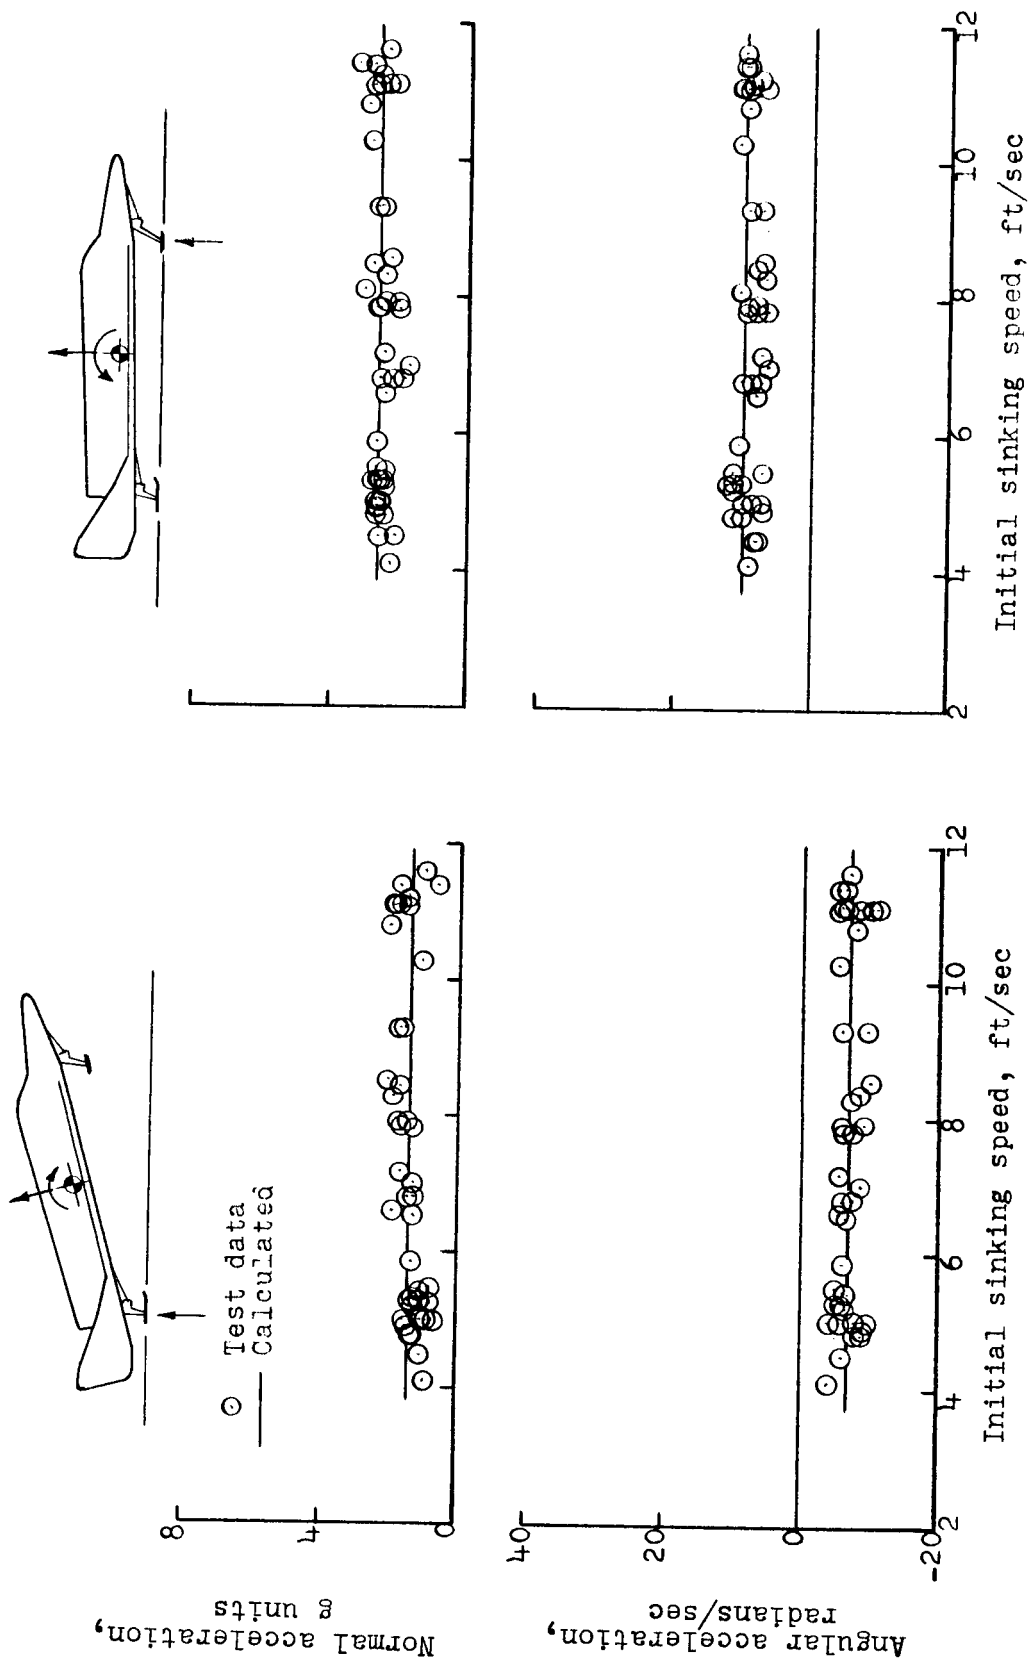 Test data
Calculated
Normal acceleration,
g units
8
4
0
Angular acceleration,
radians/sec
40
20
0
-20
2
4
6
8
10
12
Initial sinking speed, ft/sec
2
4
6
8
10
12
Initial sinking speed, ft/sec